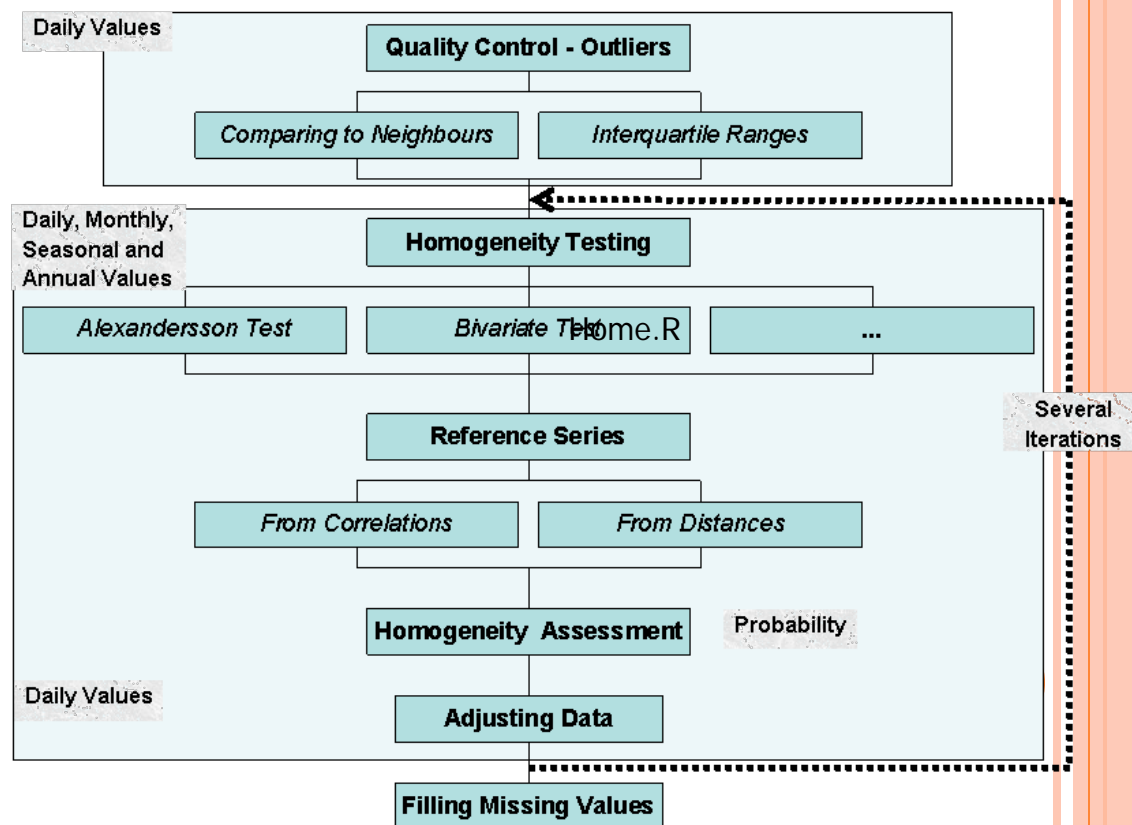 Daily Values
Quality Control - Outliers
Comparing to Neighbours
Interquartile Ranges
Daily, Monthly,
Seasonal and
Annual Values
Homogeneity Testing
Alexandersson Test
Bivariate Test
Home.R
...
Several
Iterations
Reference Series
From Correlations
From Distances
Homogeneity Assessment
Probability
Daily Values
Adjusting Data
Filling Missing Values